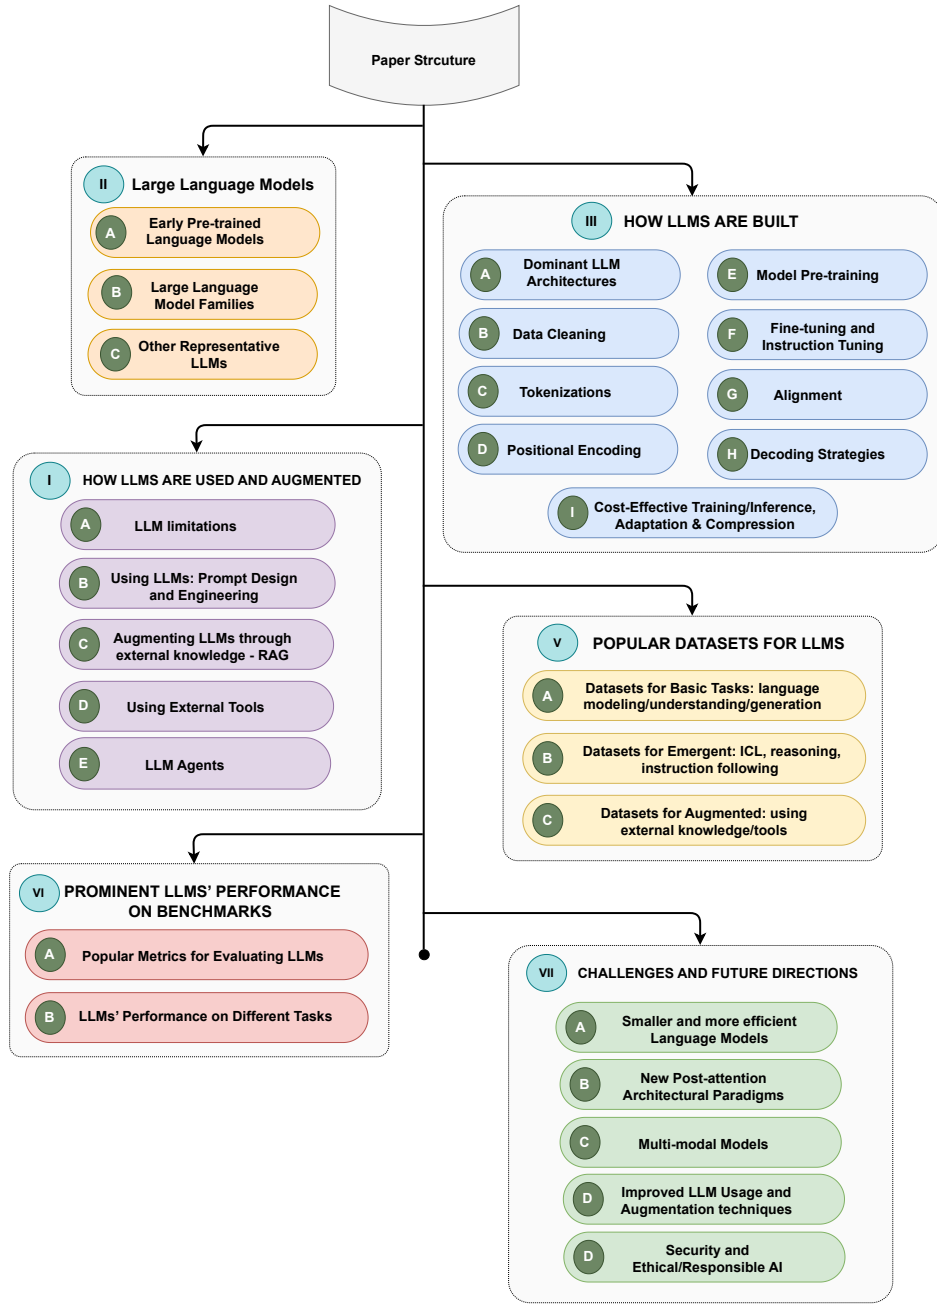 Paper Strcuture
II
Large Language Models
A
Early Pre-trained
Language Models
B
Large Language
Model Families
C
Other Representative
LLMs
III
HOW LLMS ARE BUILT
A
Dominant LLM
Architectures
B
Data Cleaning
C
Tokenizations
D
Positional Encoding
E
Model Pre-training
F
Fine-tuning and
Instruction Tuning
G
Alignment
H
Decoding Strategies
I
Cost-Effective Training/Inference,
Adaptation & Compression
I
HOW LLMS ARE USED AND AUGMENTED
A
LLM limitations
B
Using LLMs: Prompt Design
and Engineering
C
Augmenting LLMs through
external knowledge - RAG
D
Using External Tools
E
LLM Agents
V
POPULAR DATASETS FOR LLMS
A
Datasets for Basic Tasks: language
modeling/understanding/generation
B
Datasets for Emergent: ICL, reasoning,
instruction following
C
Datasets for Augmented: using
external knowledge/tools
VI
PROMINENT LLMS' PERFORMANCE
ON BENCHMARKS
A
Popular Metrics for Evaluating LLMs
B
LLMs' Performance on Different Tasks
VII
CHALLENGES AND FUTURE DIRECTIONS
A
Smaller and more efficient
Language Models
B
New Post-attention
Architectural Paradigms
C
Multi-modal Models
D
Improved LLM Usage and
Augmentation techniques
D
Security and
Ethical/Responsible AI